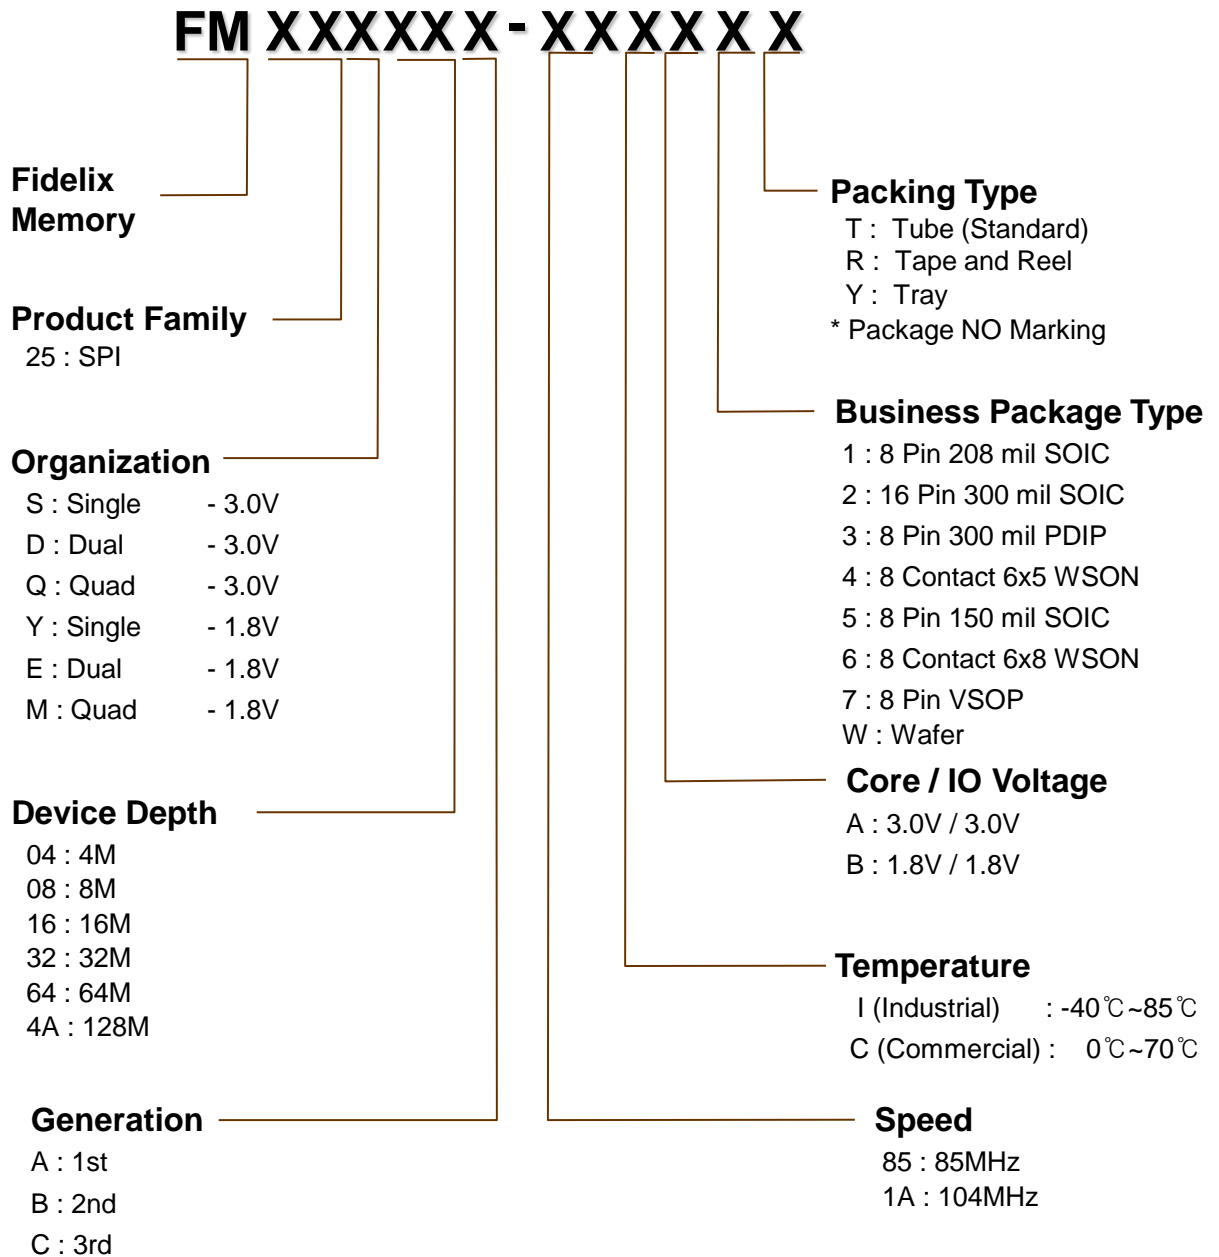 FM XXXXXX - XXXXXX
Fidelix
Memory
Product Family
25 : SPI
Organization
S : Single - 3.0V
D : Dual - 3.0V
Q : Quad - 3.0V
Y : Single - 1.8V
E : Dual - 1.8V
M : Quad - 1.8V
Device Depth
04 : 4M
08 : 8M
16 : 16M
32 : 32M
64 : 64M
4A : 128M
Generation
A : 1st
B : 2nd
C : 3rd
Packing Type
T : Tube (Standard)
R : Tape and Reel
Y : Tray
* Package NO Marking
Business Package Type
1 : 8 Pin 208 mil SOIC
2 : 16 Pin 300 mil SOIC
3 : 8 Pin 300 mil PDIP
4 : 8 Contact 6x5 WSON
5 : 8 Pin 150 mil SOIC
6 : 8 Contact 6x8 WSON
7 : 8 Pin VSOP
W : Wafer
Core / IO Voltage
A : 3.0V / 3.0V
B : 1.8V / 1.8V
Temperature
I (Industrial) : -40℃~85℃
C (Commercial) : 0℃~70℃
Speed
85 : 85MHz
1A : 104MHz